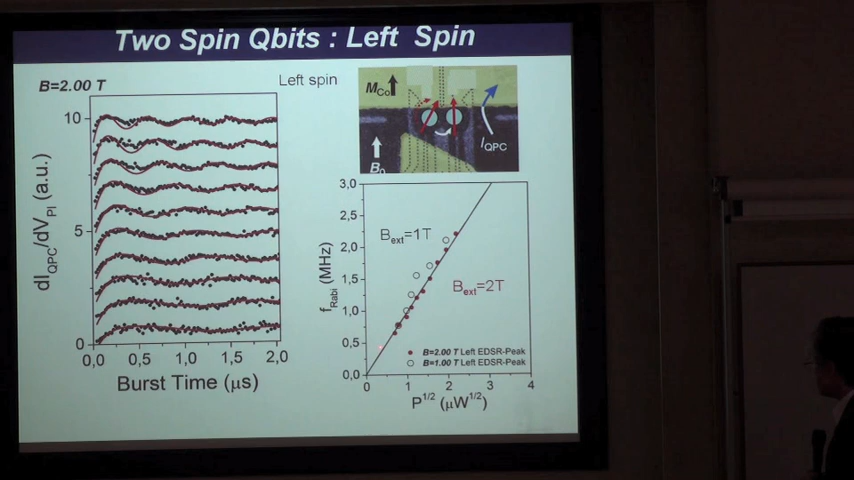 Two Spin Qbits : Left Spin
B=2.00 T
Left spin
M_Co
B_0
I_QPC
dI_QPC/dV_PI (a.u.)
10
5
0
0,0 0,5 1,0 1,5 2,0
Burst Time (μs)
f_Rabi (MHz)
3,0
2,5
2,0
1,5
1,0
0,5
0,0
B_ext=1T
B_ext=2T
B=2.00 T Left EDSR-Peak
B=1.00 T Left EDSR-Peak
0 1 2 3 4
P^1/2 (μW^1/2)